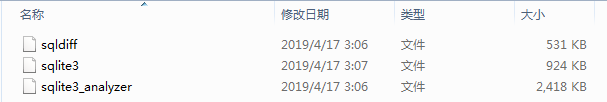 名称 修改日期 类型 大小
sqldiff 2019/4/17 3:06 文件 531 KB
sqlite3 2019/4/17 3:07 文件 924 KB
sqlite3_analyzer 2019/4/17 3:06 文件 2,418 KB